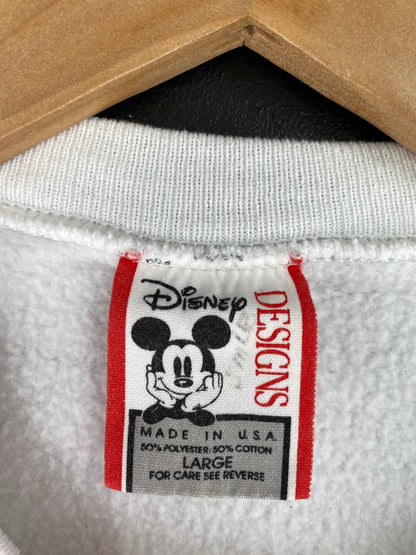 Disney
DESIGNS
MADE IN U.S.A.
50% POLYESTER/50% COTTON
LARGE
FOR CARE SEE REVERSE